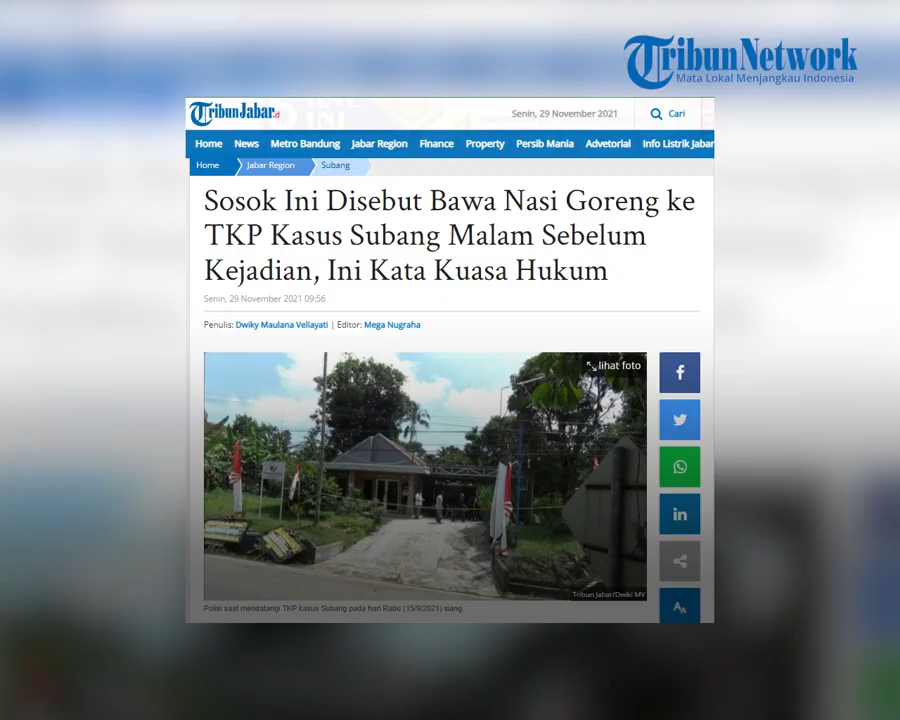 TribunNetwork
Mata Lokal Menjangkau Indonesia
TribunJabar.id
Senin, 29 November 2021
Cari
Home News Metro Bandung Jabar Region Finance Property Persib Mania Advetorial Info Listrik Jabar
Home Jabar Region Subang
Sosok Ini Disebut Bawa Nasi Goreng ke
TKP Kasus Subang Malam Sebelum
Kejadian, Ini Kata Kuasa Hukum
Senin, 29 November 2021 09:56
Penulis: Dwiky Maulana Vellayati | Editor: Mega Nugraha
lihat foto
Tribun Jabar/Dwiki MV
Polisi saat mendatangi TKP kasus Subang pada hari Rabu (15/9/2021) siang.